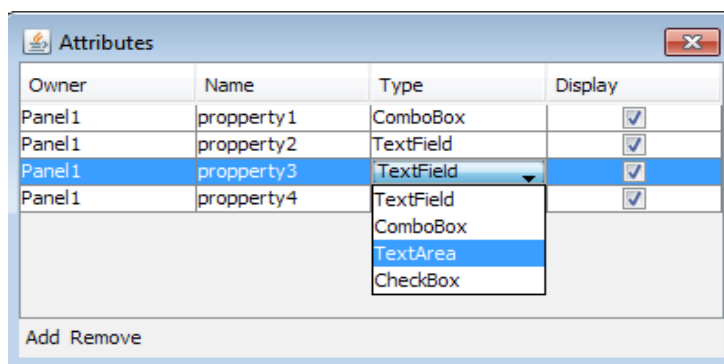 Attributes
Owner Name Type Display
Panel1 propperty1 ComboBox
Panel1 propperty2 TextField
Panel1 propperty3 TextField
Panel1 propperty4 TextField
ComboBox
TextArea
CheckBox
Add Remove